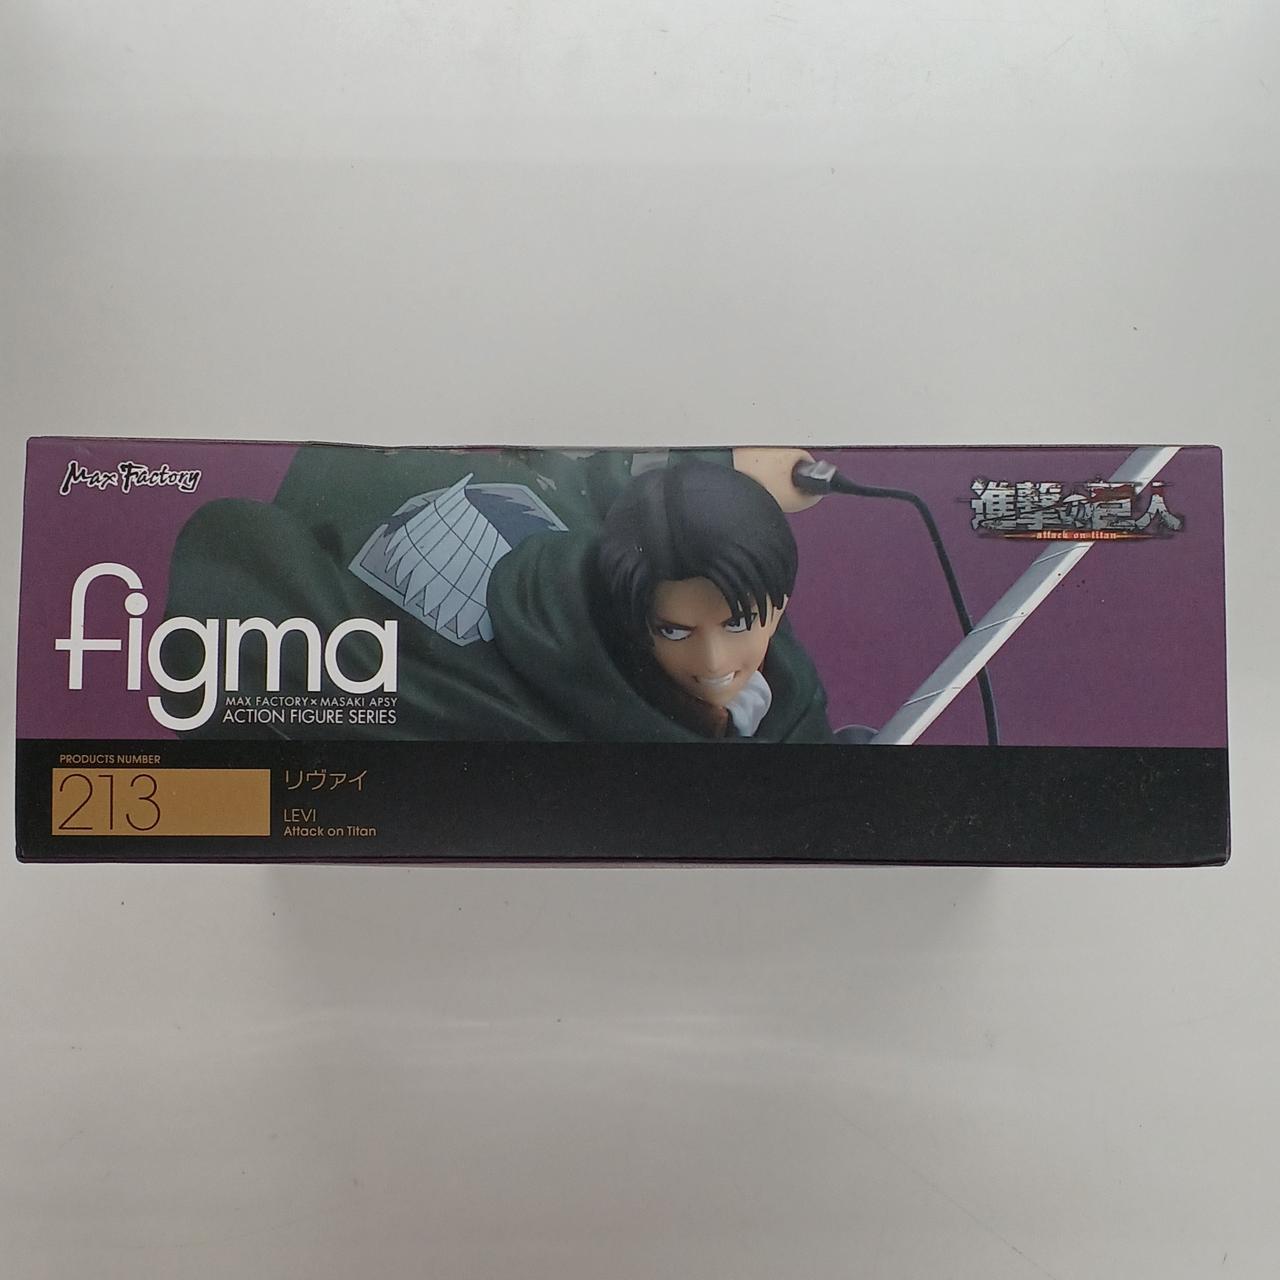 Max Factory
進撃の巨人
attack on titan
figma
MAX FACTORY×MASAKI APSY
ACTION FIGURE SERIES
PRODUCTS NUMBER
213
リヴァイ
LEVI
Attack on Titan